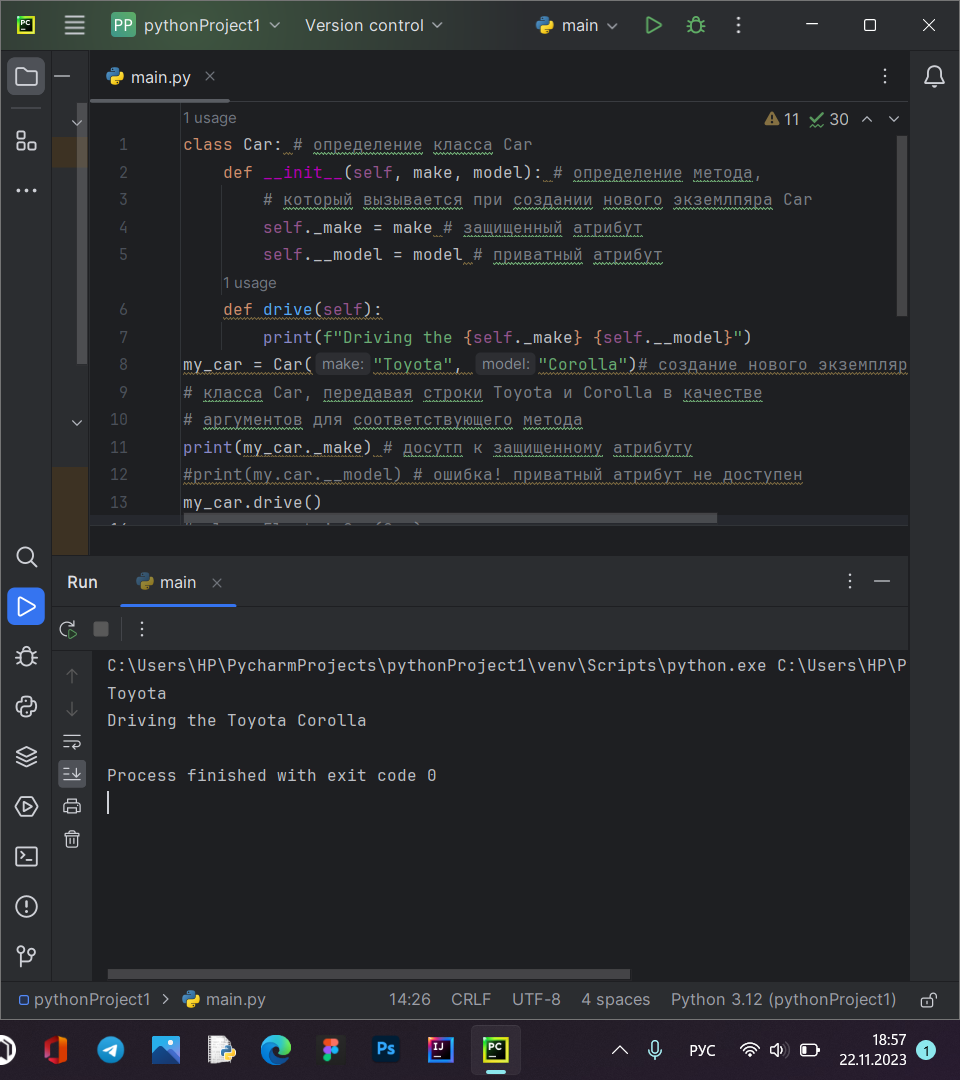 PC
PP pythonProject1 Version control main
main.py
1 usage 11 30
1 class Car: # определение класса Car
2 def __init__(self, make, model): # определение метода,
3 # который вызывается при создании нового экземлпяра Car
4 self._make = make # защищенный атрибут
5 self.__model = model # приватный атрибут
1 usage
6 def drive(self):
7 print(f"Driving the {self._make} {self.__model}")
8 my_car = Car( make: "Toyota", model: "Corolla")# создание нового экземпляр
9 # класса Car, передавая строки Toyota и Corolla в качестве
10 # аргументов для соответствующего метода
11 print(my_car._make) # досутп к защищенному атрибуту
12 #print(my.car.__model) # ошибка! приватный атрибут не доступен
13 my_car.drive()
Run main
C:\Users\HP\PycharmProjects\pythonProject1\venv\Scripts\python.exe C:\Users\HP\P
Toyota
Driving the Toyota Corolla
Process finished with exit code 0
pythonProject1 main.py 14:26 CRLF UTF-8 4 spaces Python 3.12 (pythonProject1)
Ps IJ PC РУС 18:57
22.11.2023 1